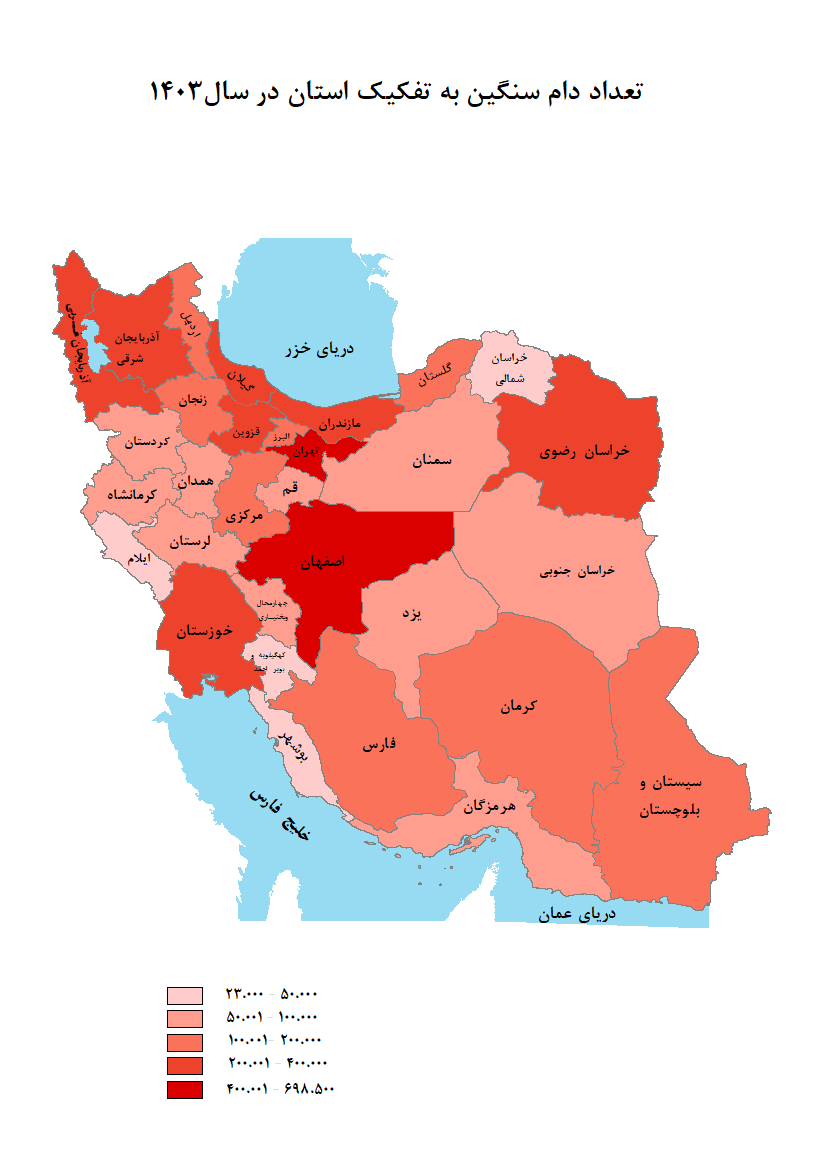 تعداد دام سنگین به تفکیک استان در سال۱۴۰۳
دریای خزر
آذربایجان غربی
آذربایجان
شرقی
اردبیل
گیلان
زنجان
قزوین
البرز
تهران
مازندران
گلستان
خراسان
شمالی
خراسان رضوی
سمنان
کردستان
همدان
کرمانشاه
قم
مرکزی
لرستان
ایلام
اصفهان
خراسان جنوبی
چهارمحال
وبختیاری
یزد
خوزستان
کهگیلویه و
بویر احمد
کرمان
فارس
بوشهر
سیستان و
بلوچستان
هرمزگان
خلیج فارس
دریای عمان
۲۳.۰۰۰ - ۵۰.۰۰۰
۵۰.۰۰۱ - ۱۰۰.۰۰۰
۱۰۰.۰۰۱ - ۲۰۰.۰۰۰
۲۰۰.۰۰۱ - ۴۰۰.۰۰۰
۴۰۰.۰۰۱ - ۶۹۸.۵۰۰